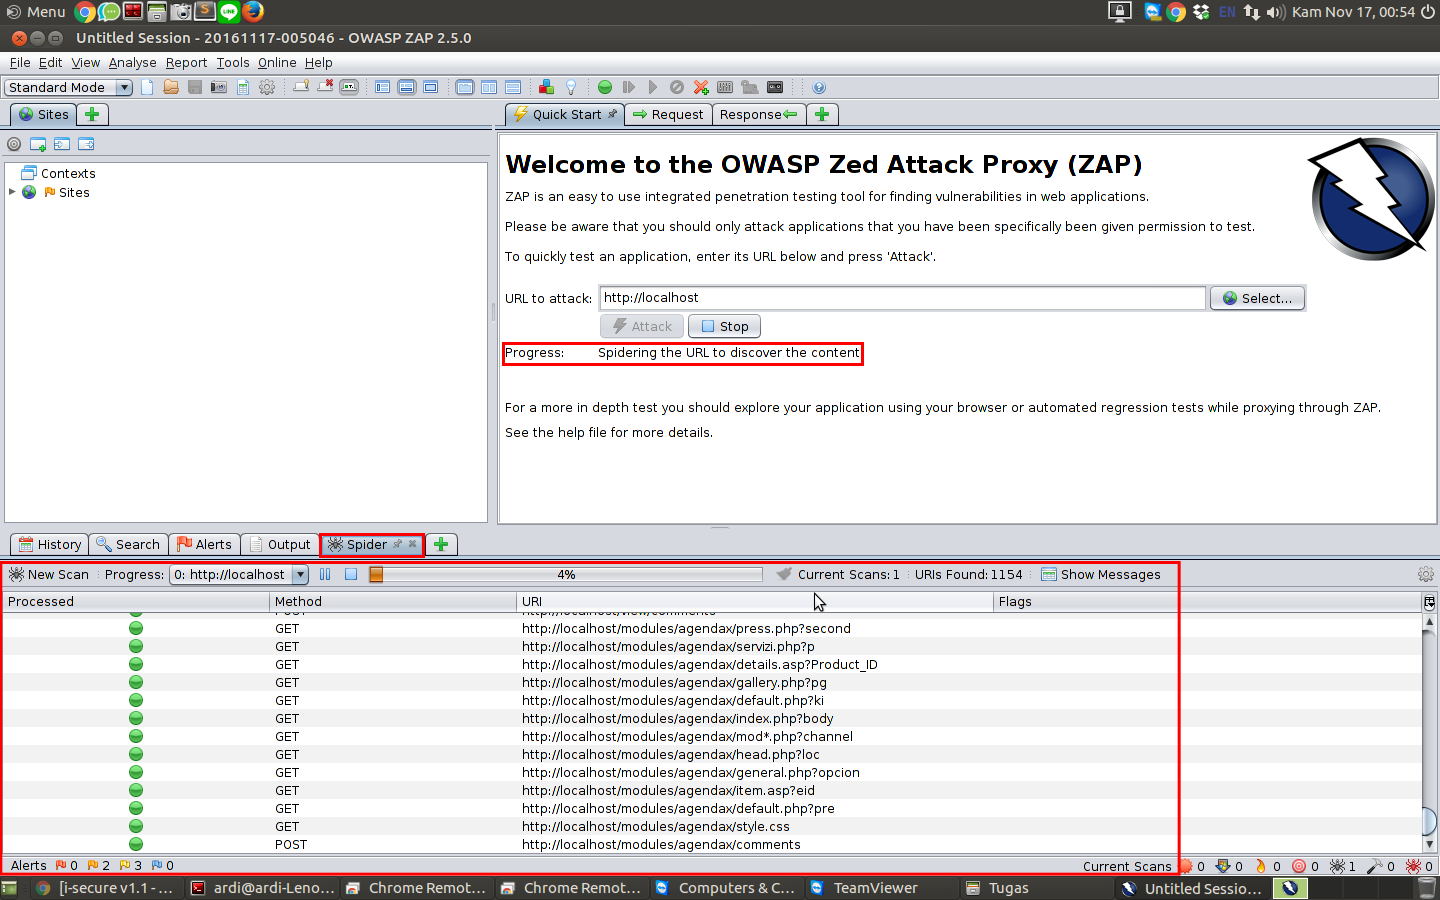 Menu EN Kam Nov 17, 00:54
Untitled Session - 20161117-005046 - OWASP ZAP 2.5.0
File Edit View Analyse Report Tools Online Help
Standard Mode
Sites
Quick Start Request Response
Contexts
Sites
Welcome to the OWASP Zed Attack Proxy (ZAP)
ZAP is an easy to use integrated penetration testing tool for finding vulnerabilities in web applications.
Please be aware that you should only attack applications that you have been specifically been given permission to test.
To quickly test an application, enter its URL below and press 'Attack'.
URL to attack: http://localhost Select...
Attack Stop
Progress: Spidering the URL to discover the content
For a more in depth test you should explore your application using your browser or automated regression tests while proxying through ZAP.
See the help file for more details.
History Search Alerts Output Spider
New Scan Progress: 0: http://localhost 4% Current Scans: 1 URIs Found: 1154 Show Messages
Processed Method URI Flags
GET http://localhost/modules/agendax/press.php?second
GET http://localhost/modules/agendax/servizi.php?p
GET http://localhost/modules/agendax/details.asp?Product_ID
GET http://localhost/modules/agendax/gallery.php?pg
GET http://localhost/modules/agendax/default.php?ki
GET http://localhost/modules/agendax/index.php?body
GET http://localhost/modules/agendax/mod*.php?channel
GET http://localhost/modules/agendax/head.php?loc
GET http://localhost/modules/agendax/general.php?opcion
GET http://localhost/modules/agendax/item.asp?eid
GET http://localhost/modules/agendax/default.php?pre
GET http://localhost/modules/agendax/style.css
POST http://localhost/modules/agendax/comments
Alerts 0 2 3 0 Current Scans 0 0 0 0 1 0 0
[i-secure v1.1 - ... ardi@ardi-Leno... Chrome Remot... Chrome Remot... Computers & C... TeamViewer Tugas Untitled Sessio...